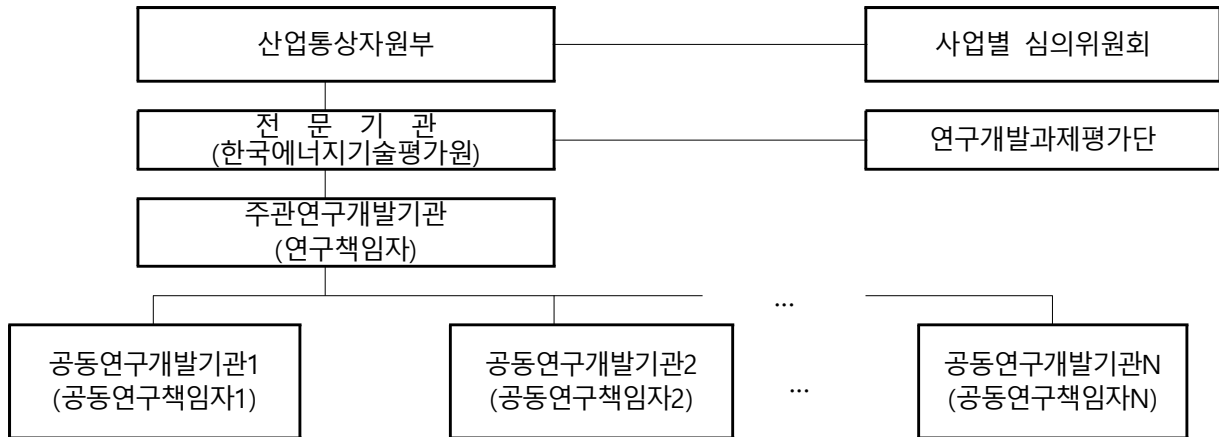 산업통상자원부
사업별 심의위원회
전 문 기 관
(한국에너지기술평가원)
연구개발과제평가단
주관연구개발기관
(연구책임자)
...
공동연구개발기관1
(공동연구책임자1)
공동연구개발기관2
(공동연구책임자2)
...
공동연구개발기관N
(공동연구책임자N)